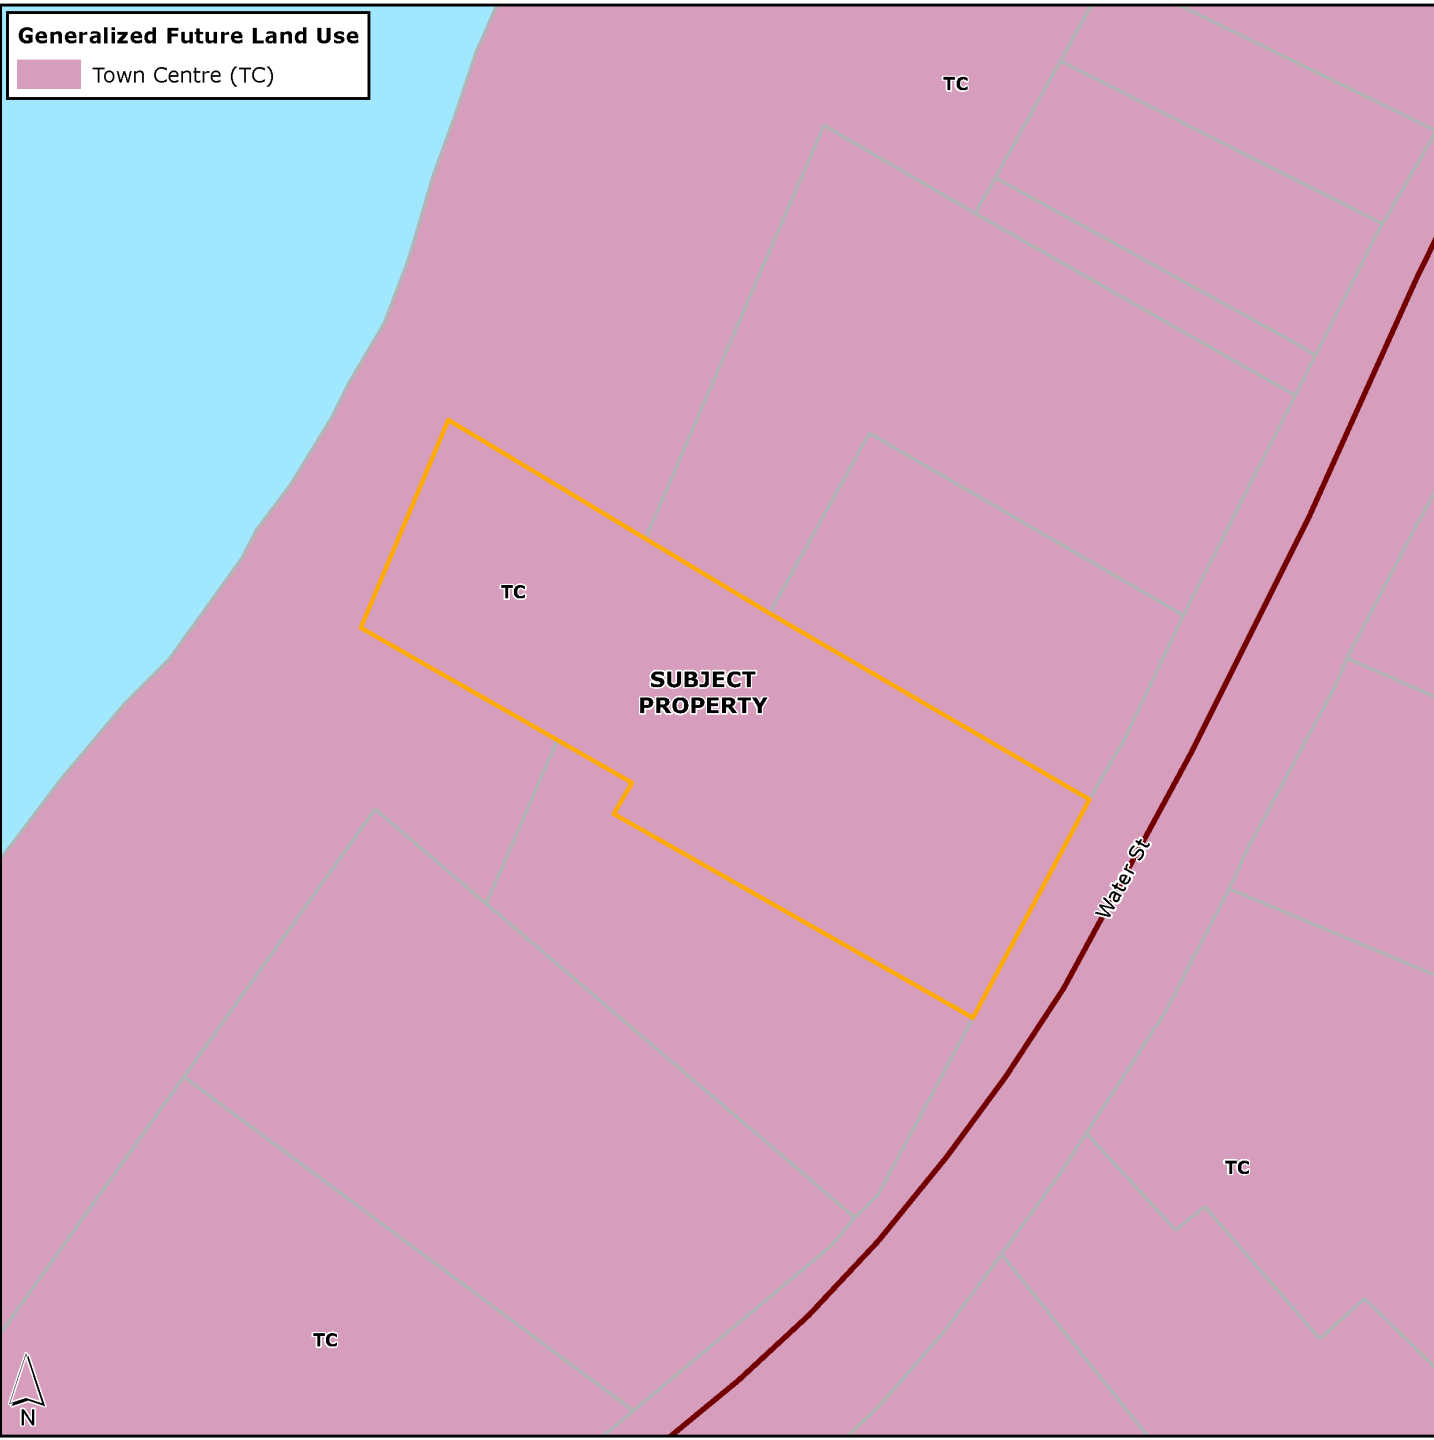 Generalized Future Land Use
Town Centre (TC)
TC
TC
SUBJECT
PROPERTY
Water St
TC
TC
N